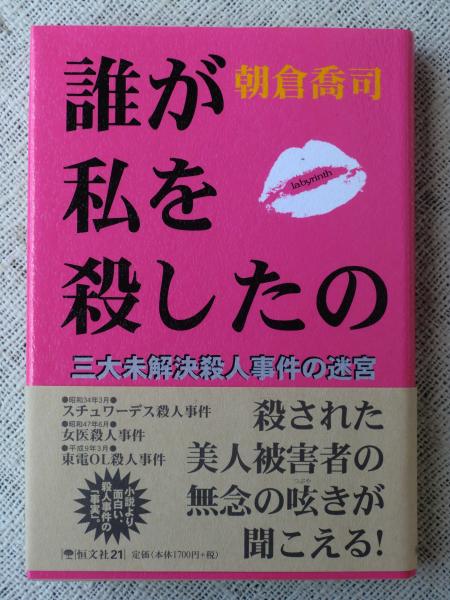 誰が
私を
殺したの
朝倉喬司
labyrinth
三大未解決殺人事件の迷宮
●昭和34年3月●
スチュワーデス殺人事件
●昭和47年6月●
女医殺人事件
●平成9年3月●
東電OL殺人事件
小説より
面白い、
殺人事件の
「事実」
殺された
美人被害者の
無念の呟きが
つぶや
聞こえる!
恒文社21
定価(本体1700円+税)